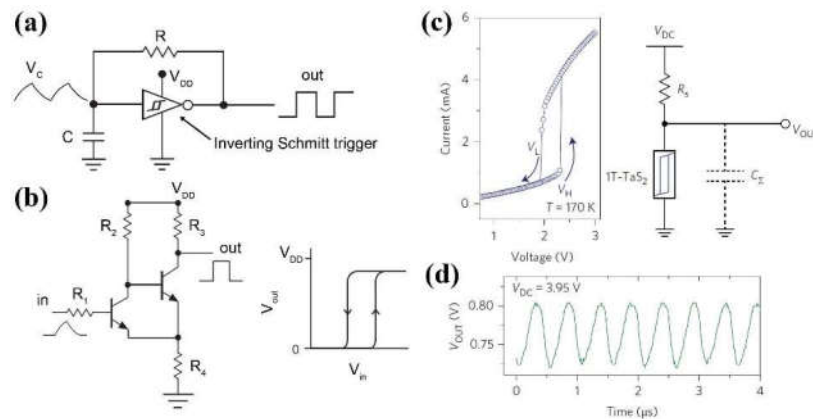 (a)
R
V_C
V_DD
out
C
Inverting Schmitt trigger
(b)
V_DD
R_2
R_3
out
in
R_1
R_4
V_DD
V_out
0
V_in
(c)
6
4
2
0
Current (mA)
V_L
V_H
T = 170 K
1
2
3
Voltage (V)
V_DC
R_s
V_OU
1T-TaS₂
C_Σ
(d)
V_DC = 3.95 V
0.80
0.75
V_OUT (V)
0
1
2
3
4
Time (µs)